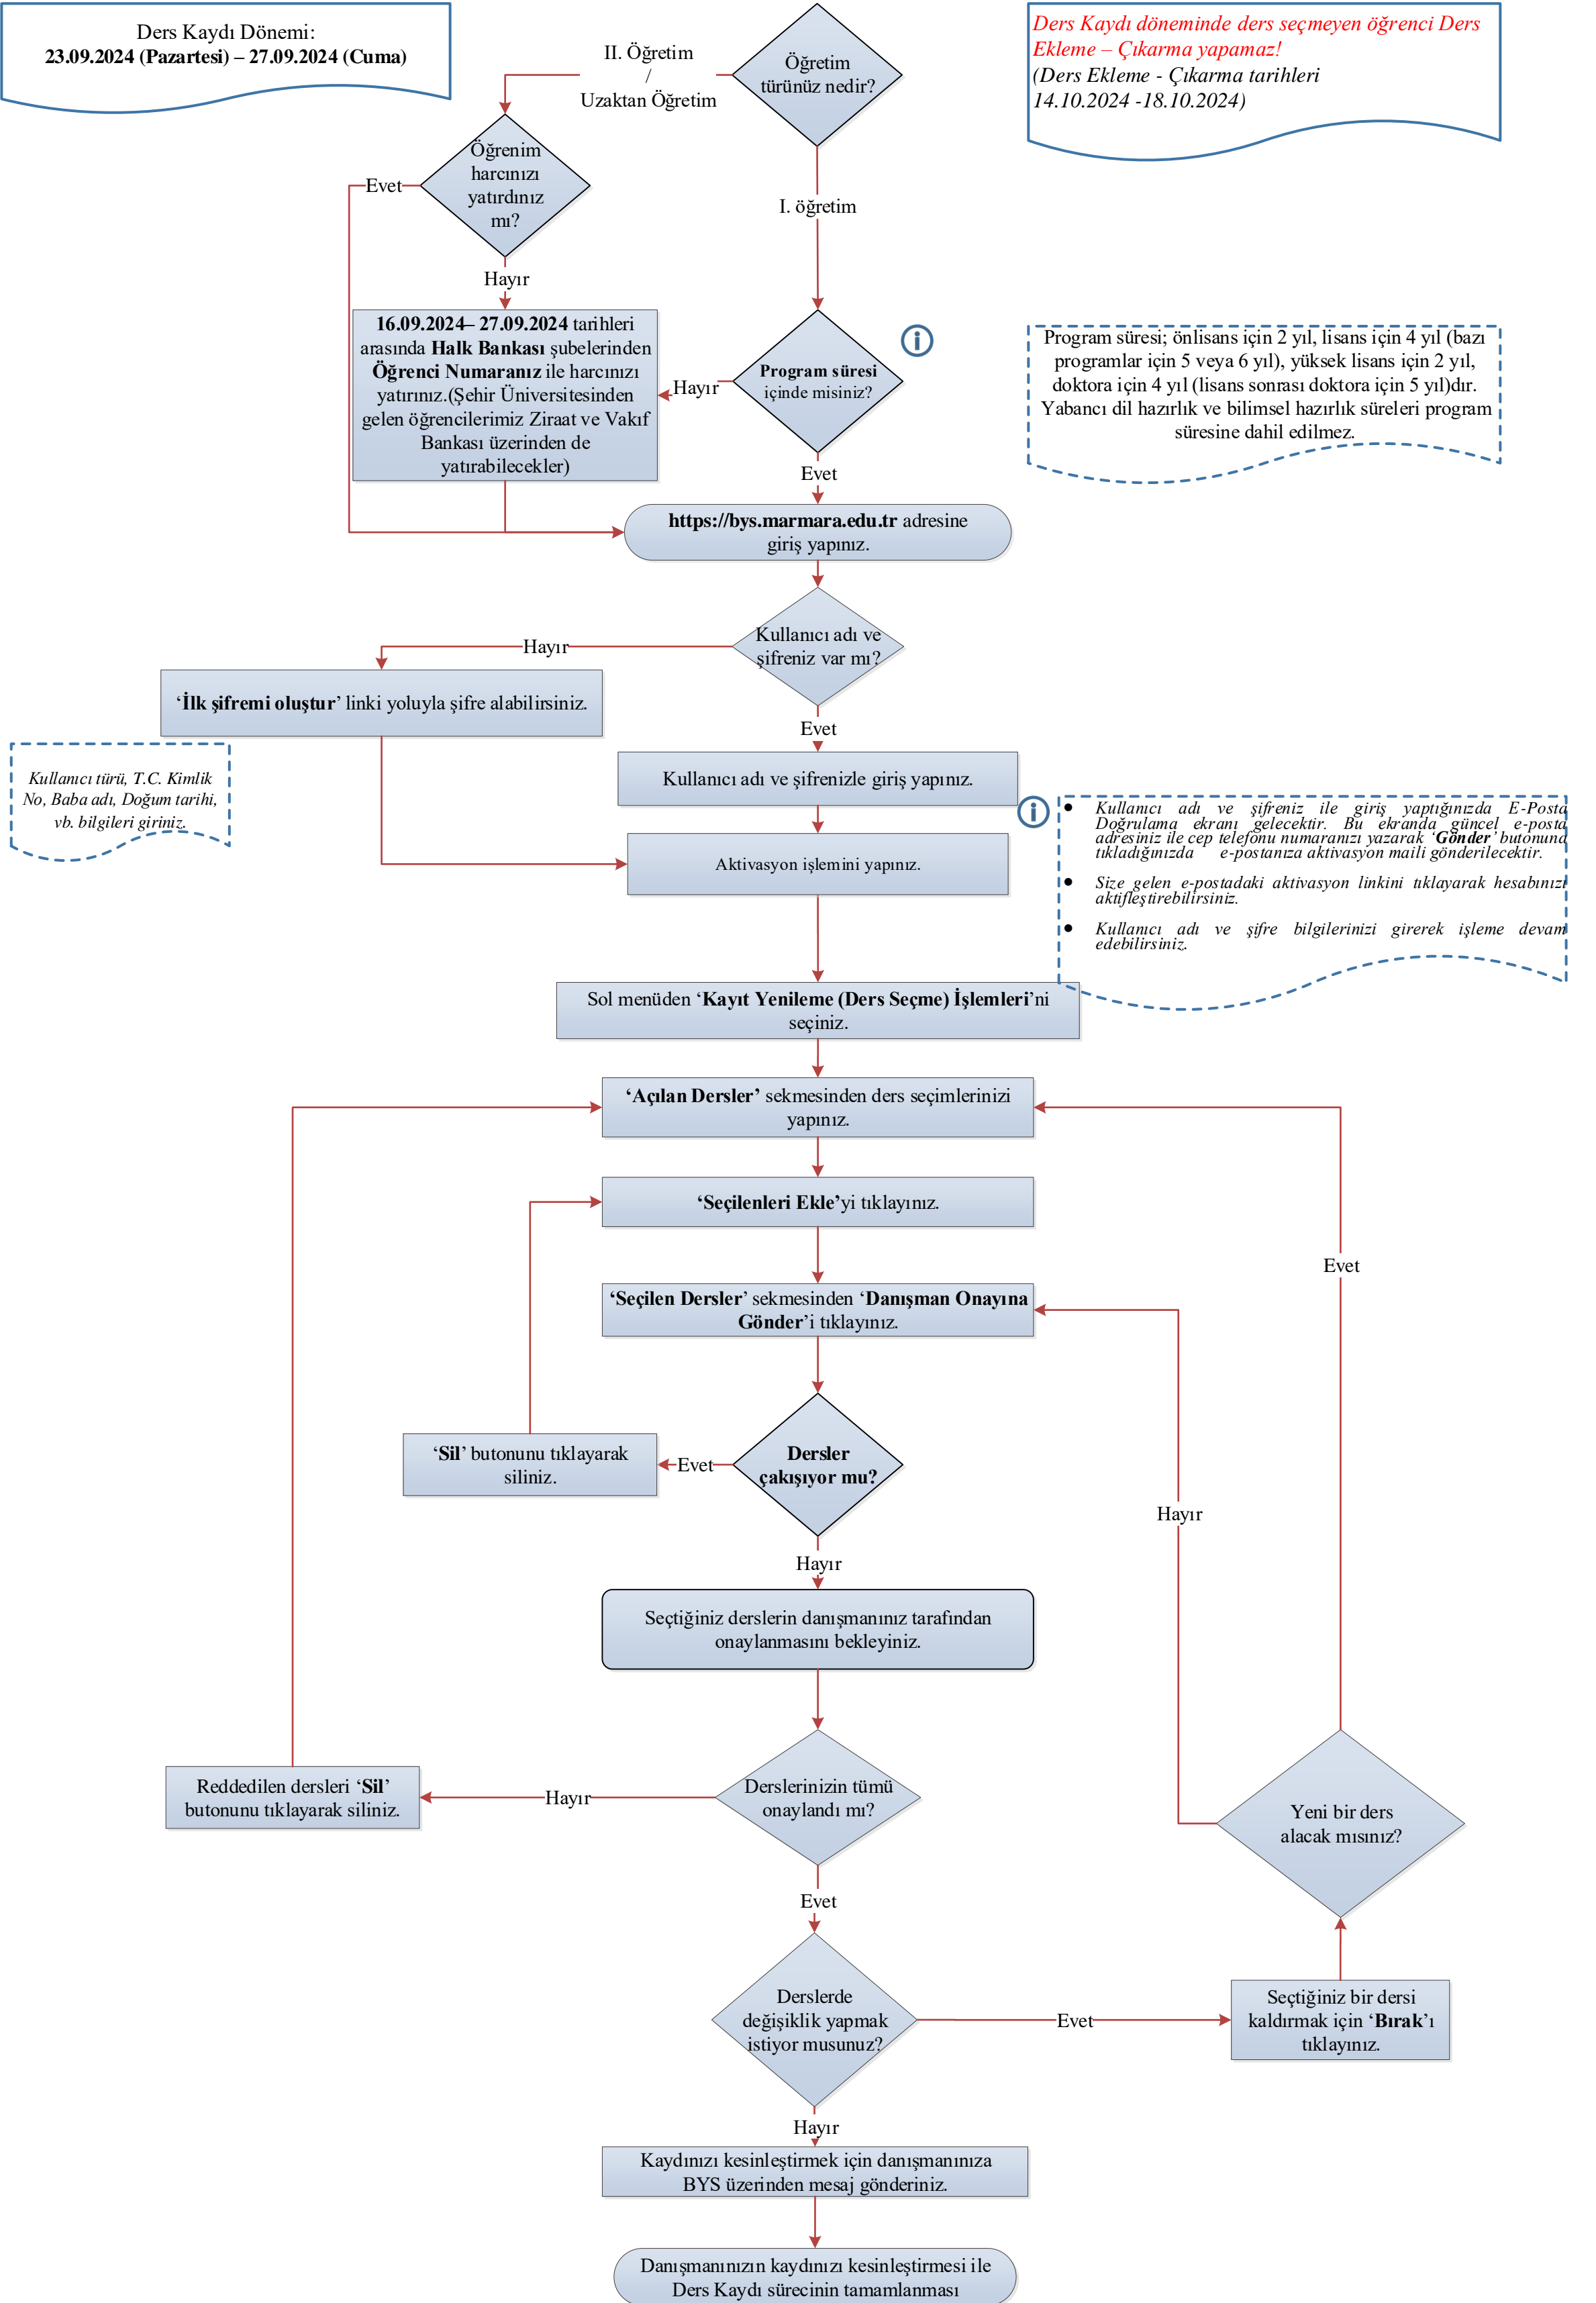 Ders Kaydı Dönemi:
23.09.2024 (Pazartesi) – 27.09.2024 (Cuma)
Ders Kaydı döneminde ders seçmeyen öğrenci Ders
Ekleme – Çıkarma yapamaz!
(Ders Ekleme - Çıkarma tarihleri
14.10.2024 -18.10.2024)
Öğretim
türünüz nedir?
II. Öğretim
/
Uzaktan Öğretim
Öğrenim
harcınızı
yatırdınız
mı?
Evet
I. öğretim
Hayır
16.09.2024– 27.09.2024 tarihleri
arasında Halk Bankası şubelerinden
Öğrenci Numaranız ile harcınızı
yatırınız.(Şehir Üniversitesinden
gelen öğrencilerimiz Ziraat ve Vakıf
Bankası üzerinden de
yatırabilecekler)
Hayır
Program süresi
içinde misiniz?
Program süresi; önlisans için 2 yıl, lisans için 4 yıl (bazı
programlar için 5 veya 6 yıl), yüksek lisans için 2 yıl,
doktora için 4 yıl (lisans sonrası doktora için 5 yıl)dır.
Yabancı dil hazırlık ve bilimsel hazırlık süreleri program
süresine dahil edilmez.
Evet
https://bys.marmara.edu.tr adresine
giriş yapınız.
Kullanıcı adı ve
şifreniz var mı?
Hayır
‘İlk şifremi oluştur’ linki yoluyla şifre alabilirsiniz.
Evet
Kullanıcı türü, T.C. Kimlik
No, Baba adı, Doğum tarihi,
vb. bilgileri giriniz.
Kullanıcı adı ve şifrenizle giriş yapınız.
Aktivasyon işlemini yapınız.
● Kullanıcı adı ve şifreniz ile giriş yaptığınızda E-Posta
Doğrulama ekranı gelecektir. Bu ekranda güncel e-posta
adresiniz ile cep telefonu numaranızı yazarak ‘Gönder’ butonuna
tıkladığınızda e-postanıza aktivasyon maili gönderilecektir.
● Size gelen e-postadaki aktivasyon linkini tıklayarak hesabınızı
aktifleştirebilirsiniz.
● Kullanıcı adı ve şifre bilgilerinizi girerek işleme devam
edebilirsiniz.
Sol menüden ‘Kayıt Yenileme (Ders Seçme) İşlemleri’ni
seçiniz.
‘Açılan Dersler’ sekmesinden ders seçimlerinizi
yapınız.
‘Seçilenleri Ekle’yi tıklayınız.
Evet
‘Seçilen Dersler’ sekmesinden ‘Danışman Onayına
Gönder’i tıklayınız.
Dersler
çakışıyor mu?
Evet
‘Sil’ butonunu tıklayarak
siliniz.
Hayır
Hayır
Seçtiğiniz derslerin danışmanınız tarafından
onaylanmasını bekleyiniz.
Derslerinizin tümü
onaylandı mı?
Hayır
Reddedilen dersleri ‘Sil’
butonunu tıklayarak siliniz.
Yeni bir ders
alacak mısınız?
Evet
Derslerde
değişiklik yapmak
istiyor musunuz?
Evet
Seçtiğiniz bir dersi
kaldırmak için ‘Bırak’ı
tıklayınız.
Hayır
Kaydınızı kesinleştirmek için danışmanınıza
BYS üzerinden mesaj gönderiniz.
Danışmanınızın kaydınızı kesinleştirmesi ile
Ders Kaydı sürecinin tamamlanması